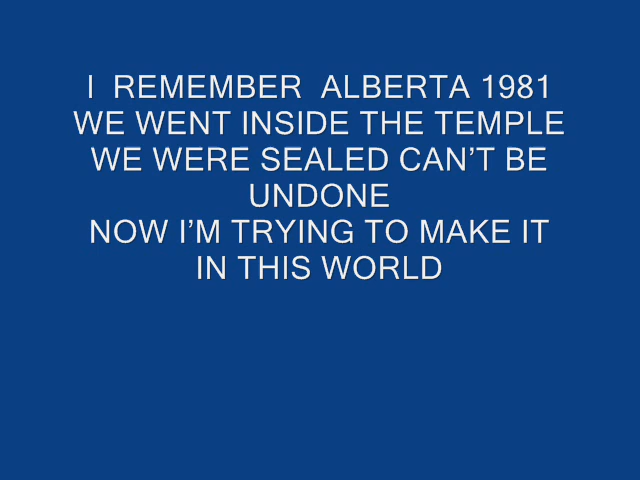 I  REMEMBER  ALBERTA 1981
WE WENT INSIDE THE TEMPLE
WE WERE SEALED CAN’T BE
UNDONE
NOW I’M TRYING TO MAKE IT
IN THIS WORLD